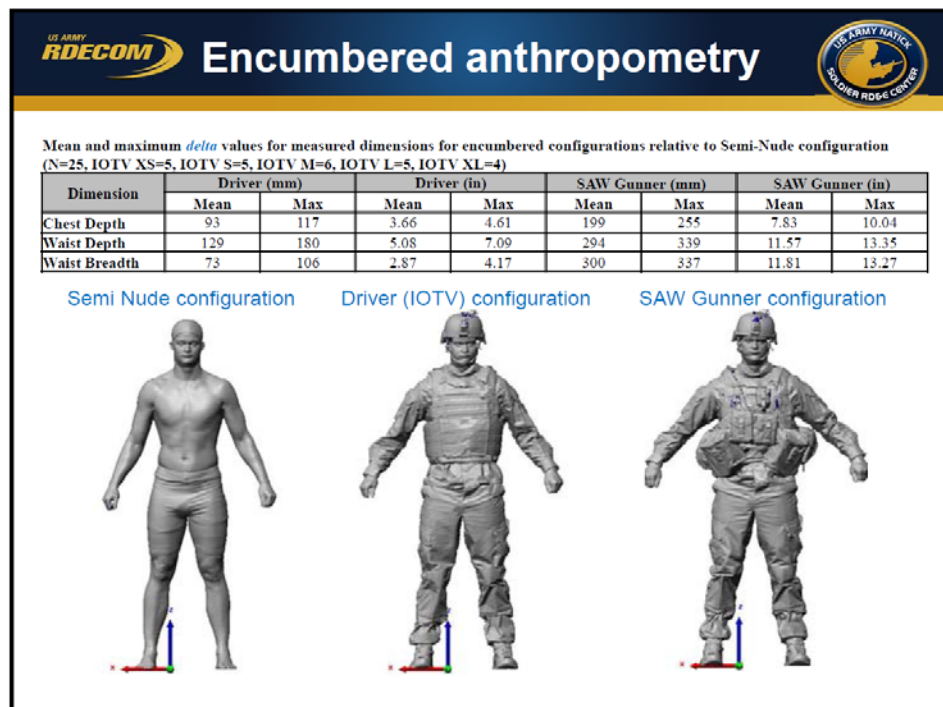 US ARMY
RDECOM
Encumbered anthropometry
US ARMY NATICK
SOLDIER RD&E CENTER
Mean and maximum delta values for measured dimensions for encumbered configurations relative to Semi-Nude configuration
(N=25, IOTV XS=5, IOTV S=5, IOTV M=6, IOTV L=5, IOTV XL=4)
Dimension Driver (mm) Driver (in) SAW Gunner (mm) SAW Gunner (in)
Mean Max Mean Max Mean Max Mean Max
Chest Depth 93 117 3.66 4.61 199 255 7.83 10.04
Waist Depth 129 180 5.08 7.09 294 339 11.57 13.35
Waist Breadth 73 106 2.87 4.17 300 337 11.81 13.27
Semi Nude configuration Driver (IOTV) configuration SAW Gunner configuration
z z z
x x x